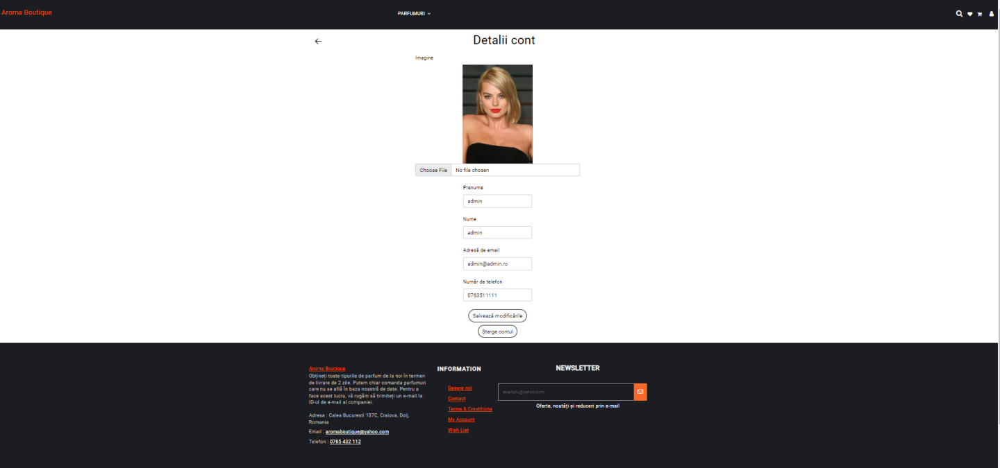 Aroma Boutique
PARFUMURI
Detalii cont
Imagine
Choose File No file chosen
Prenume
admin
Nume
admin
Adresă de email
admin@admin.ro
Număr de telefon
0763511111
Salvează modificările
Șterge contul
Aroma Boutique
Obțineți toate tipurile de parfum de la noi în termen
de livrare de 2 zile. Putem chiar comanda parfumuri
care nu se află în baza noastră de date. Pentru a
face acest lucru, vă rugăm să trimiteți un e-mail la
ID-ul de e-mail al companiei.
Adresa : Calea Bucuresti 107C, Craiova, Dolj,
Romania
Email : aromaboutique@yahoo.com
Telefon : 0765 432 112
INFORMATION
Despre noi
Contact
Terms & Conditions
My Account
Wish List
NEWSLETTER
exemplu@yahoo.com
Oferte, noutăți și reduceri prin e-mail